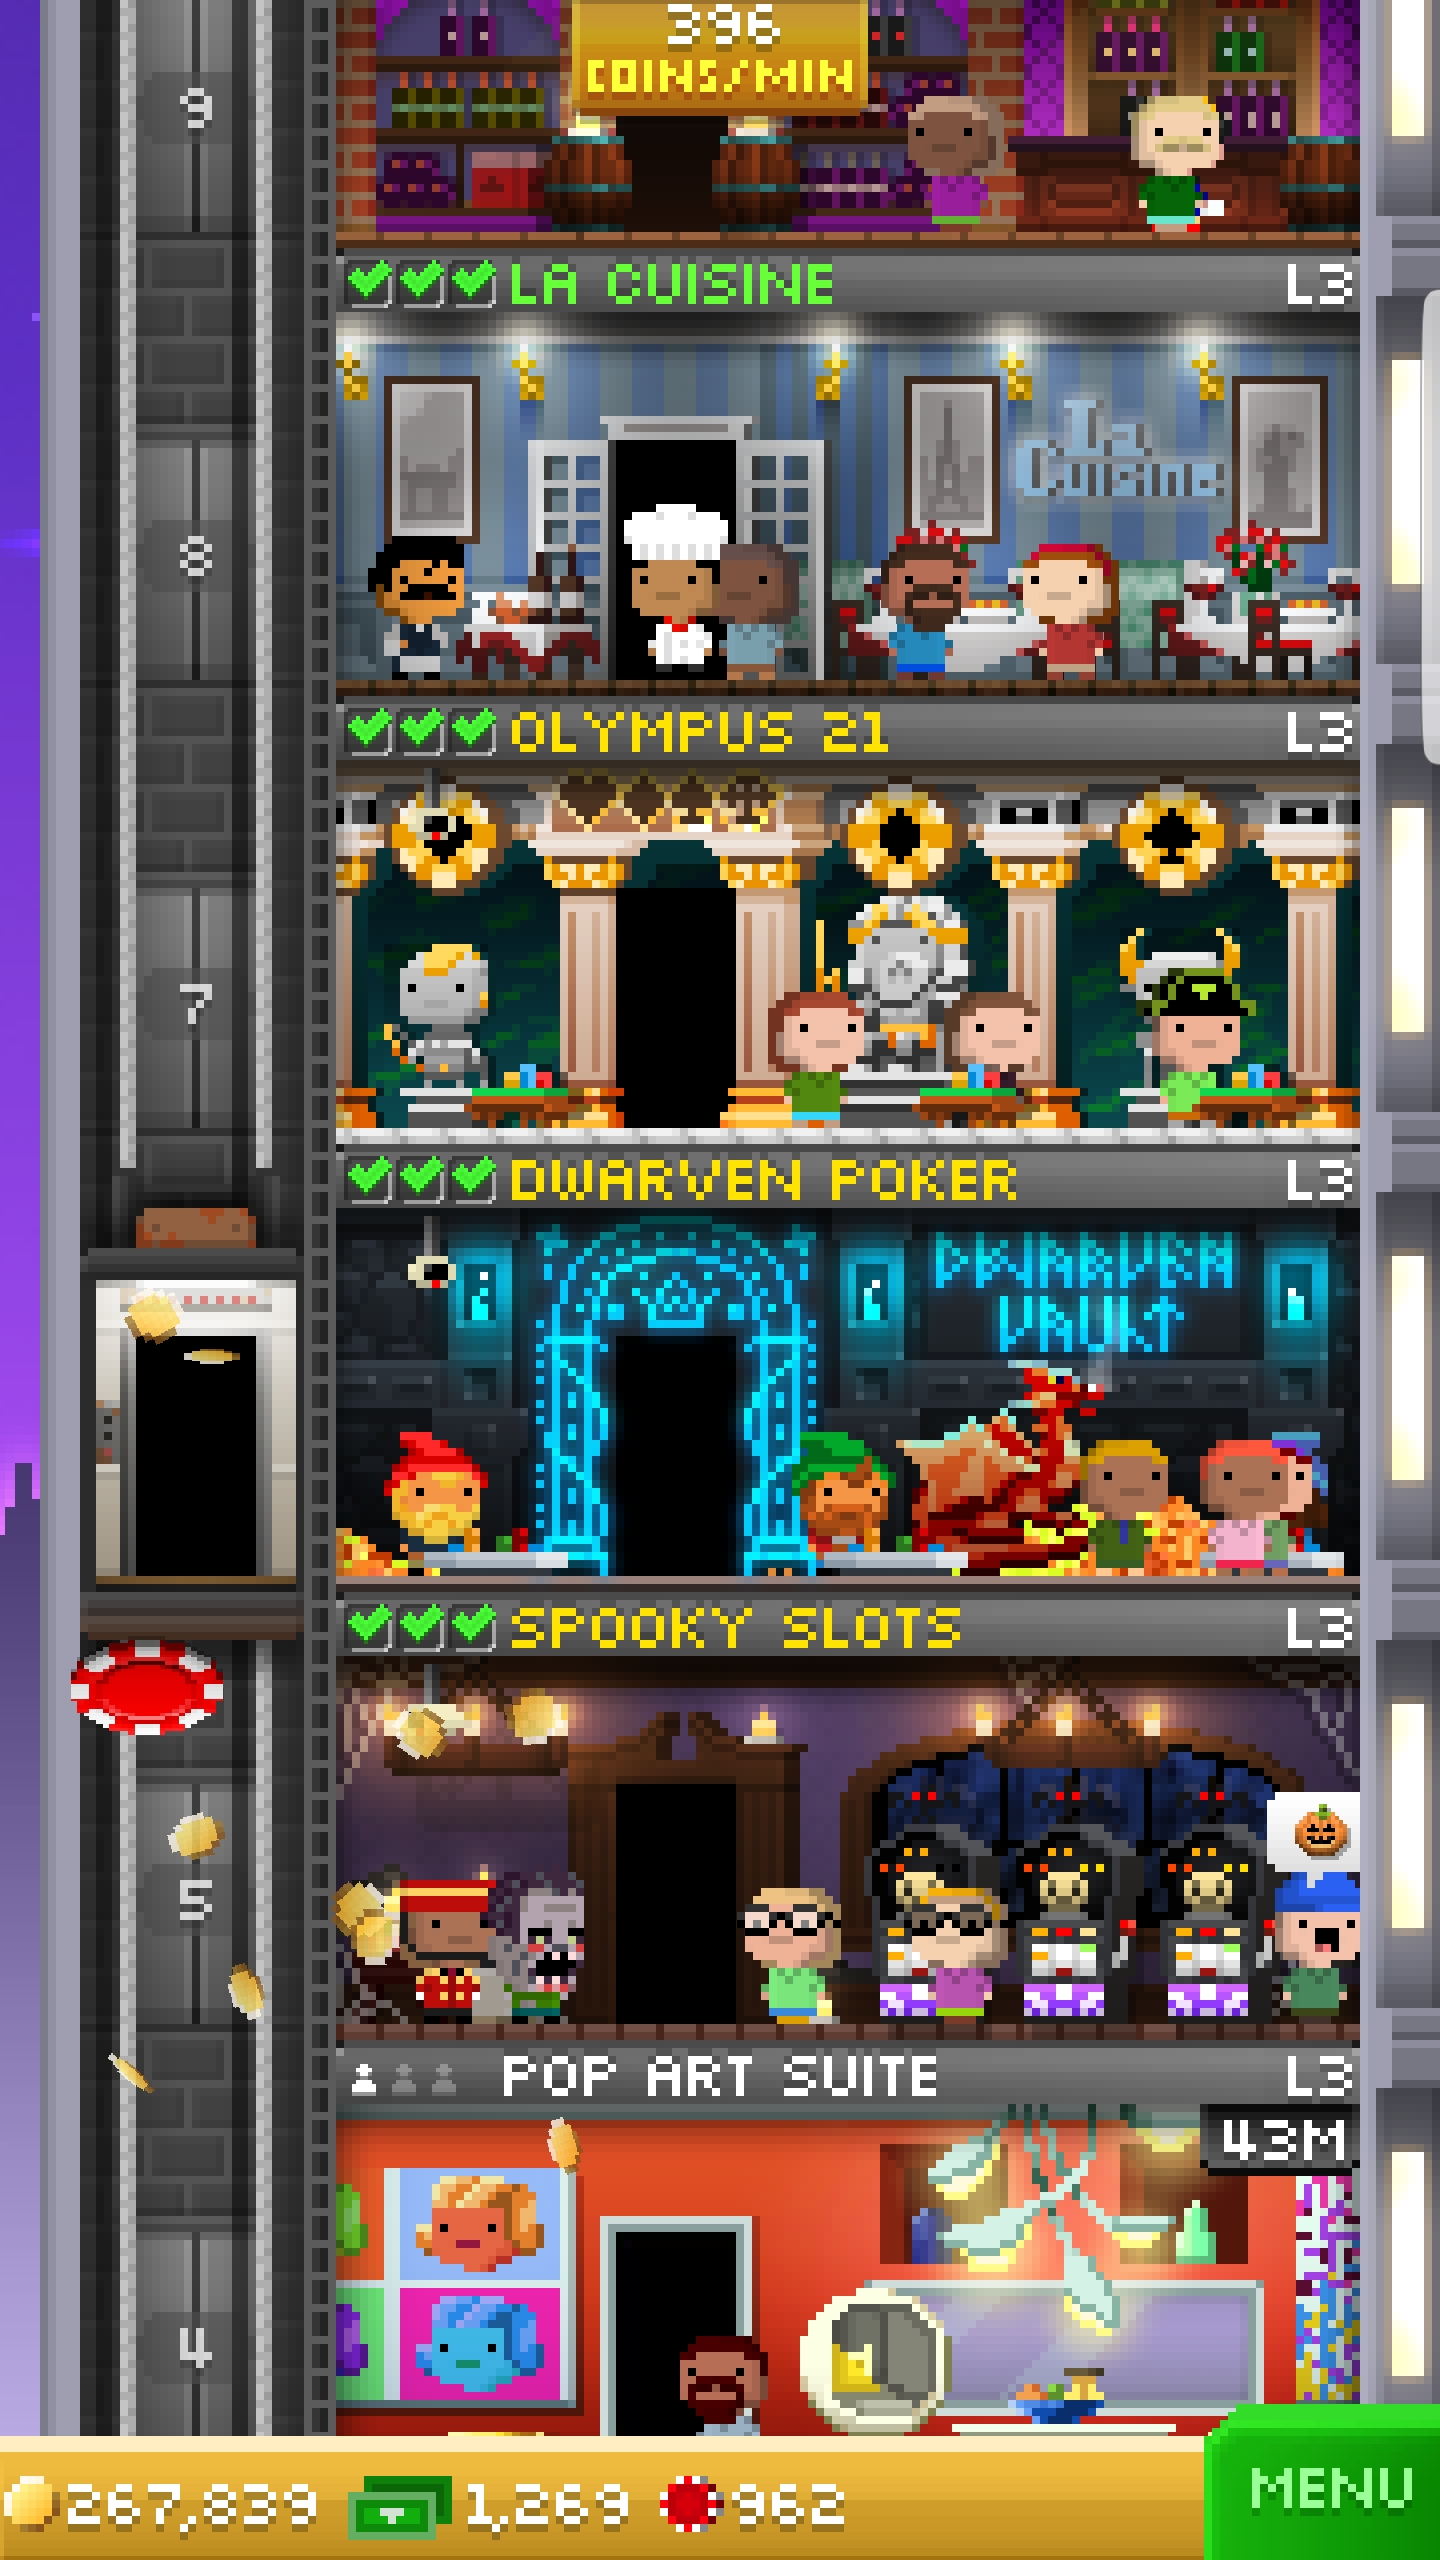 396
COINS/MIN
9
LA CUISINE L3
La
Cuisine
8
OLYMPUS 21 L3
7
DWARVEN POKER L3
DWARVEN
VAULT
SPOOKY SLOTS L3
5
POP ART SUITE L3
43M
4
267,839 1,269 962 MENU